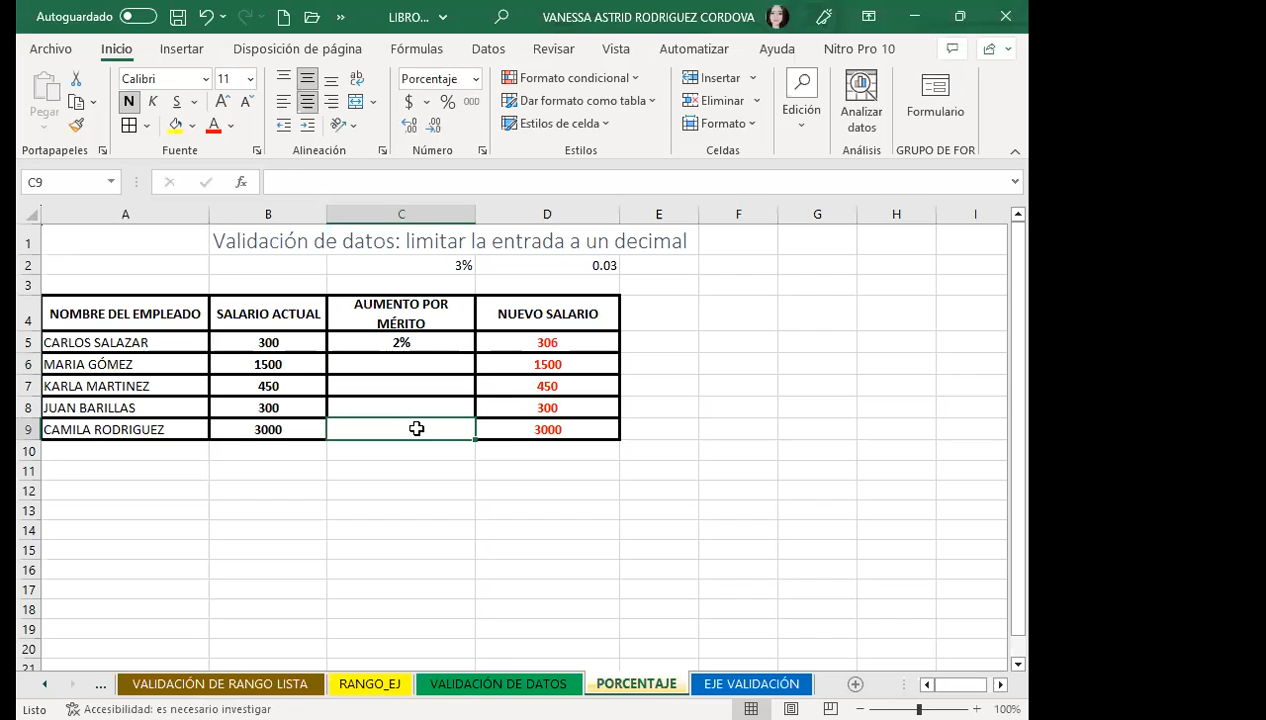 Autoguardado LIBRO... VANESSA ASTRID RODRIGUEZ CORDOVA
Archivo Inicio Insertar Disposición de página Fórmulas Datos Revisar Vista Automatizar Ayuda Nitro Pro 10
Pegar
Calibri 11
N K S
Porcentaje
$ % 000
Formato condicional
Dar formato como tabla
Estilos de celda
Insertar
Eliminar
Formato
Edición
Analizar datos
Formulario
Portapapeles Fuente Alineación Número Estilos Celdas Análisis GRUPO DE FOR
C9 fx
A B C D E F G H I
1 Validación de datos: limitar la entrada a un decimal
2 3% 0.03
3
4 NOMBRE DEL EMPLEADO SALARIO ACTUAL AUMENTO POR MÉRITO NUEVO SALARIO
5 CARLOS SALAZAR 300 2% 306
6 MARIA GÓMEZ 1500 1500
7 KARLA MARTINEZ 450 450
8 JUAN BARILLAS 300 300
9 CAMILA RODRIGUEZ 3000 3000
10
11
12
13
14
15
16
17
18
19
20
21
... VALIDACIÓN DE RANGO LISTA RANGO_EJ VALIDACIÓN DE DATOS PORCENTAJE EJE VALIDACIÓN
Listo Accesibilidad: es necesario investigar 100%